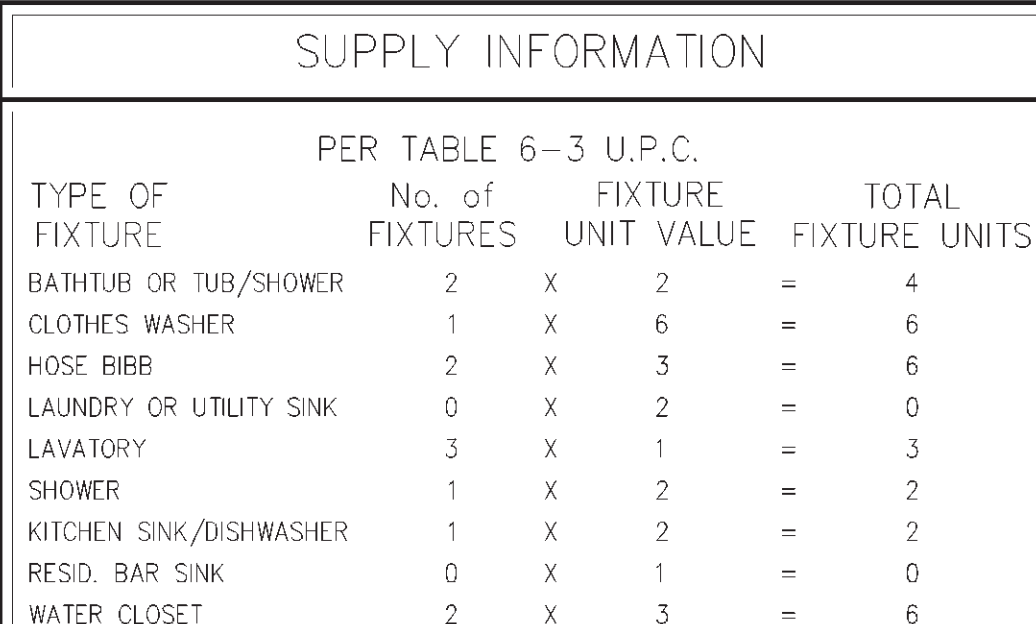 SUPPLY INFORMATION
PER TABLE 6-3 U.P.C.
TYPE OF No. of FIXTURE TOTAL
FIXTURE FIXTURES UNIT VALUE FIXTURE UNITS
BATHTUB OR TUB/SHOWER 2 X 2 = 4
CLOTHES WASHER 1 X 6 = 6
HOSE BIBB 2 X 3 = 6
LAUNDRY OR UTILITY SINK 0 X 2 = 0
LAVATORY 3 X 1 = 3
SHOWER 1 X 2 = 2
KITCHEN SINK/DISHWASHER 1 X 2 = 2
RESID. BAR SINK 0 X 1 = 0
WATER CLOSET 2 X 3 = 6